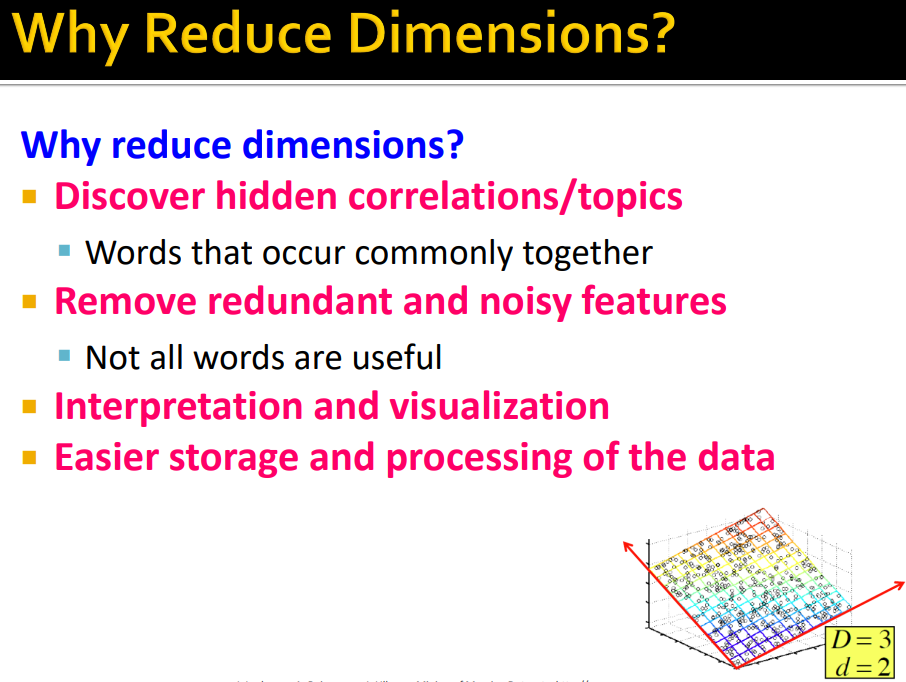 Why Reduce Dimensions?
Why reduce dimensions?
Discover hidden correlations/topics
Words that occur commonly together
Remove redundant and noisy features
Not all words are useful
Interpretation and visualization
Easier storage and processing of the data
D = 3
d = 2